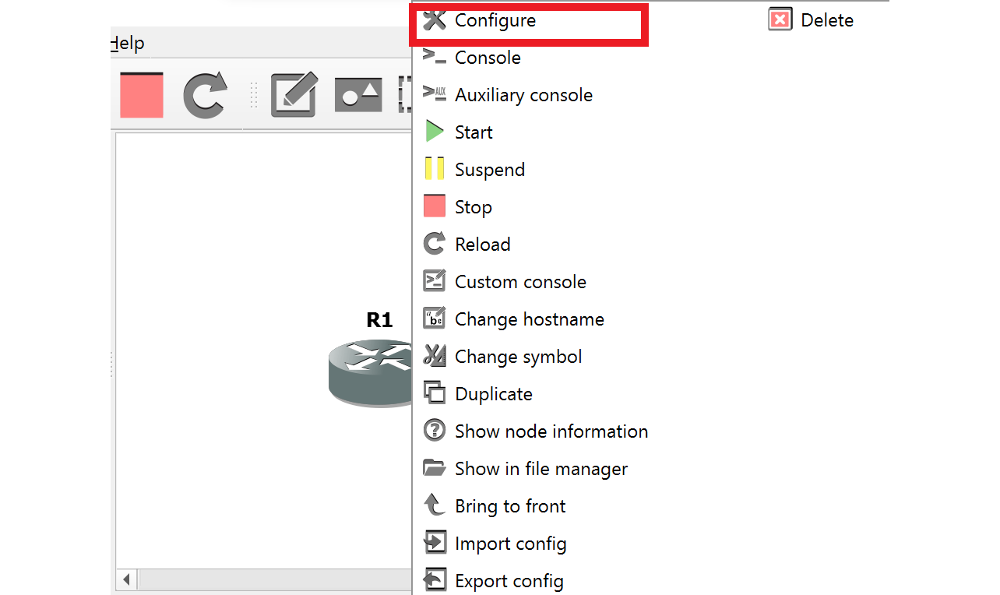 Help
R1
Configure
Console
Auxiliary console
Start
Suspend
Stop
Reload
Custom console
Change hostname
Change symbol
Duplicate
Show node information
Show in file manager
Bring to front
Import config
Export config
Delete